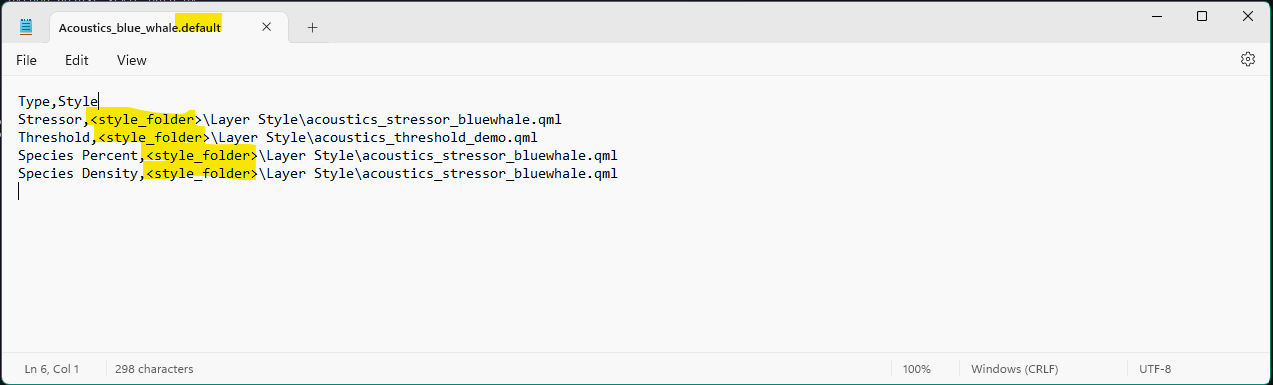 Acoustics_blue_whale.default
File Edit View
Type,Style
Stressor,<style_folder>\Layer Style\acoustics_stressor_bluewhale.qml
Threshold,<style_folder>\Layer Style\acoustics_threshold_demo.qml
Species Percent,<style_folder>\Layer Style\acoustics_stressor_bluewhale.qml
Species Density,<style_folder>\Layer Style\acoustics_stressor_bluewhale.qml
Ln 6, Col 1 298 characters 100% Windows (CRLF) UTF-8